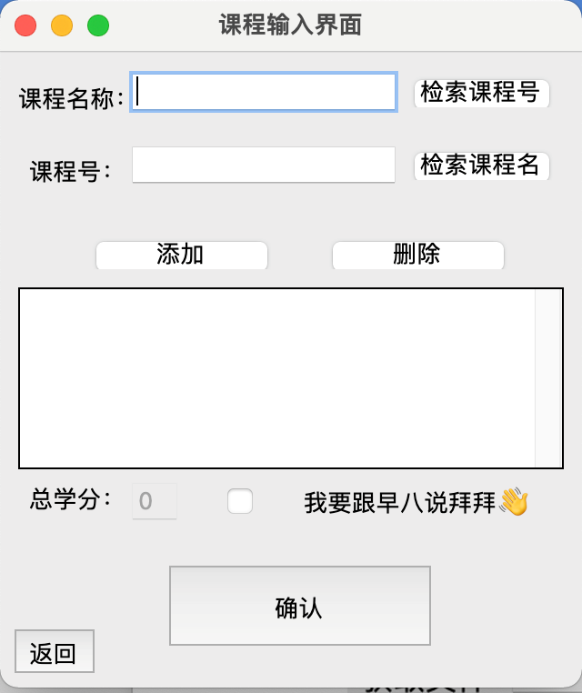 课程输入界面
课程名称: 检索课程号
课程号: 检索课程名
添加 删除
总学分: 0 我要跟早八说拜拜👋
确认
返回